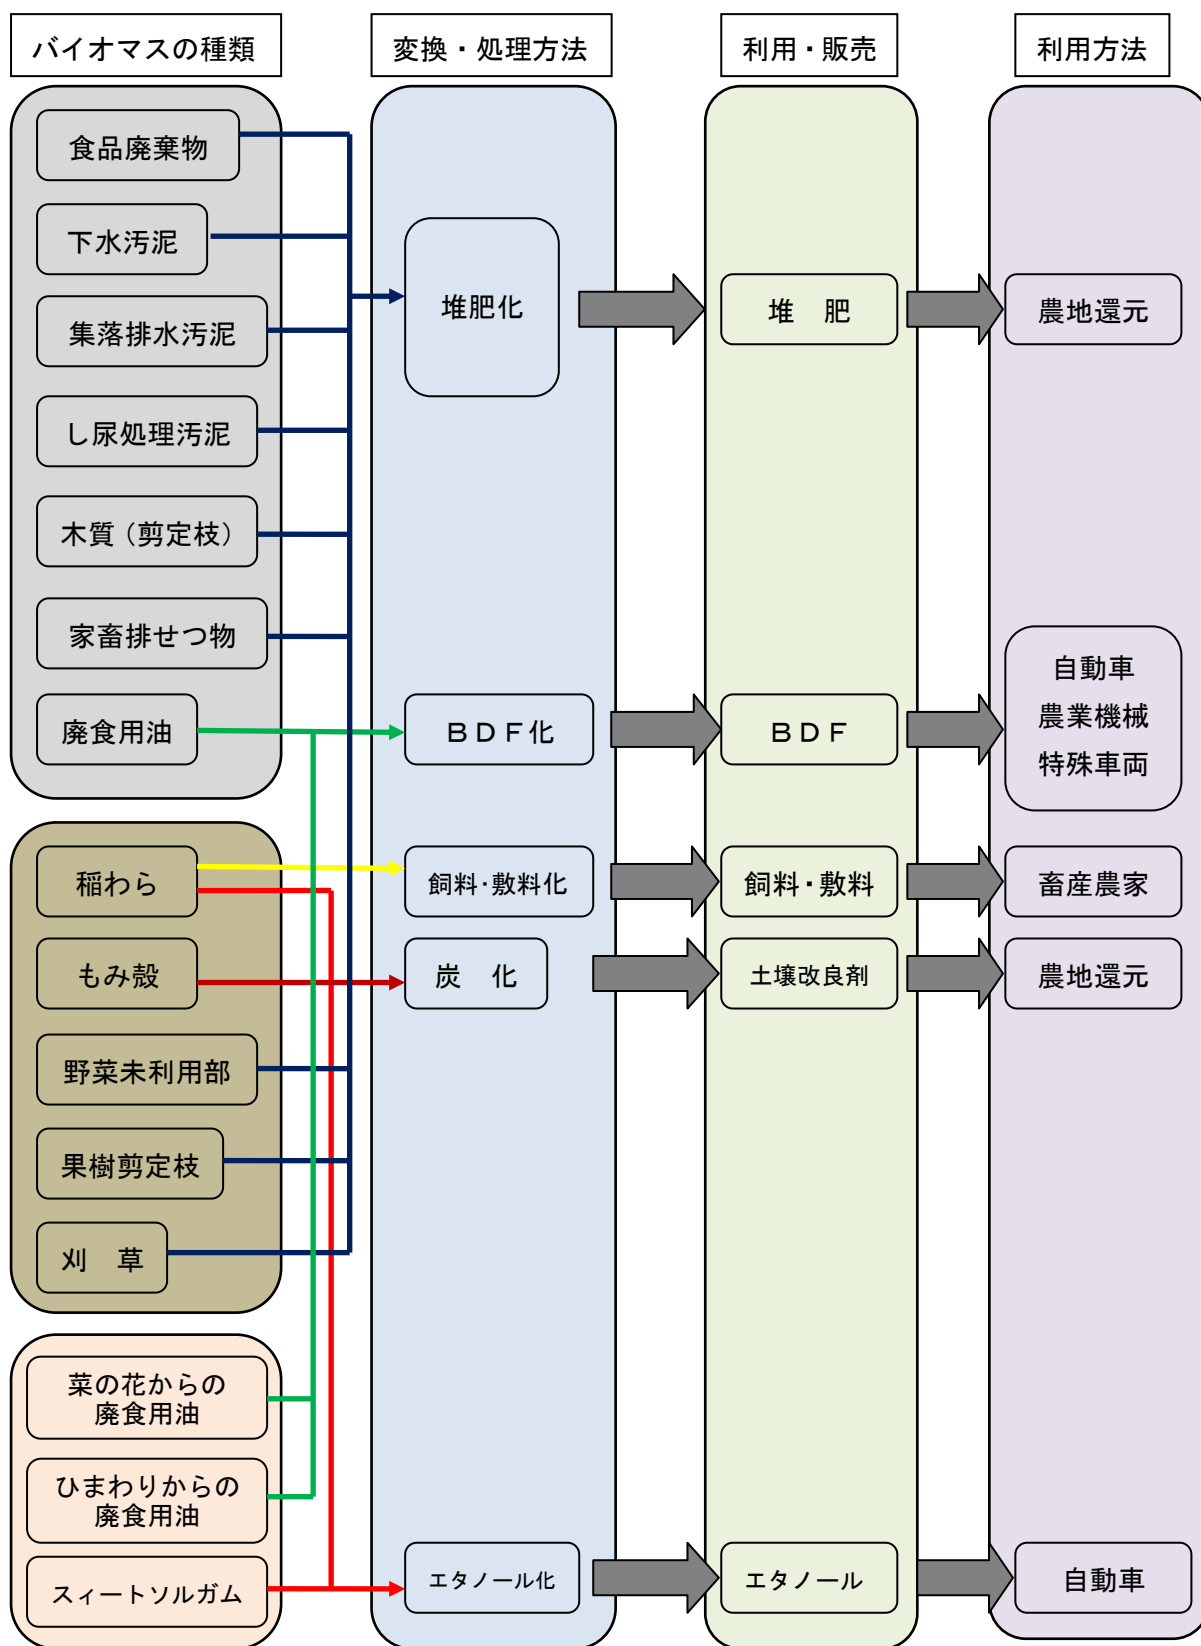 バイオマスの種類
変換・処理方法
利用・販売
利用方法
食品廃棄物
下水汚泥
集落排水汚泥
し尿処理汚泥
木質（剪定枝）
家畜排せつ物
廃食用油
稲わら
もみ殻
野菜未利用部
果樹剪定枝
刈　草
菜の花からの
廃食用油
ひまわりからの
廃食用油
スィートソルガム
堆肥化
ＢＤＦ化
飼料・敷料化
炭　化
エタノール化
堆　肥
ＢＤＦ
飼料・敷料
土壌改良剤
エタノール
農地還元
自動車
農業機械
特殊車両
畜産農家
農地還元
自動車